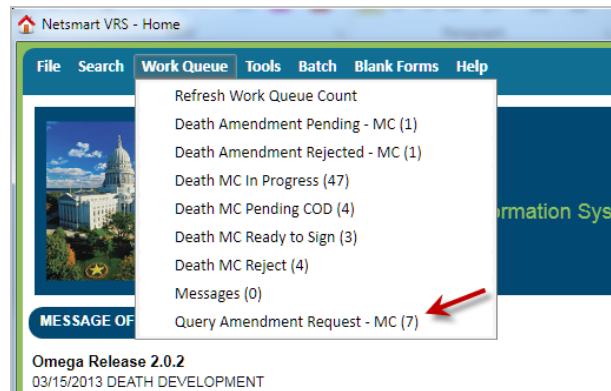 Netsmart VRS - Home
File Search Work Queue Tools Batch Blank Forms Help
Refresh Work Queue Count
Death Amendment Pending - MC (1)
Death Amendment Rejected - MC (1)
Death MC In Progress (47)
Death MC Pending COD (4)
rmation Sys
Death MC Ready to Sign (3)
Death MC Reject (4)
Messages (0)
MESSAGE OF
Query Amendment Request - MC (7)
Omega Release 2.0.2
03/15/2013 DEATH DEVELOPMENT